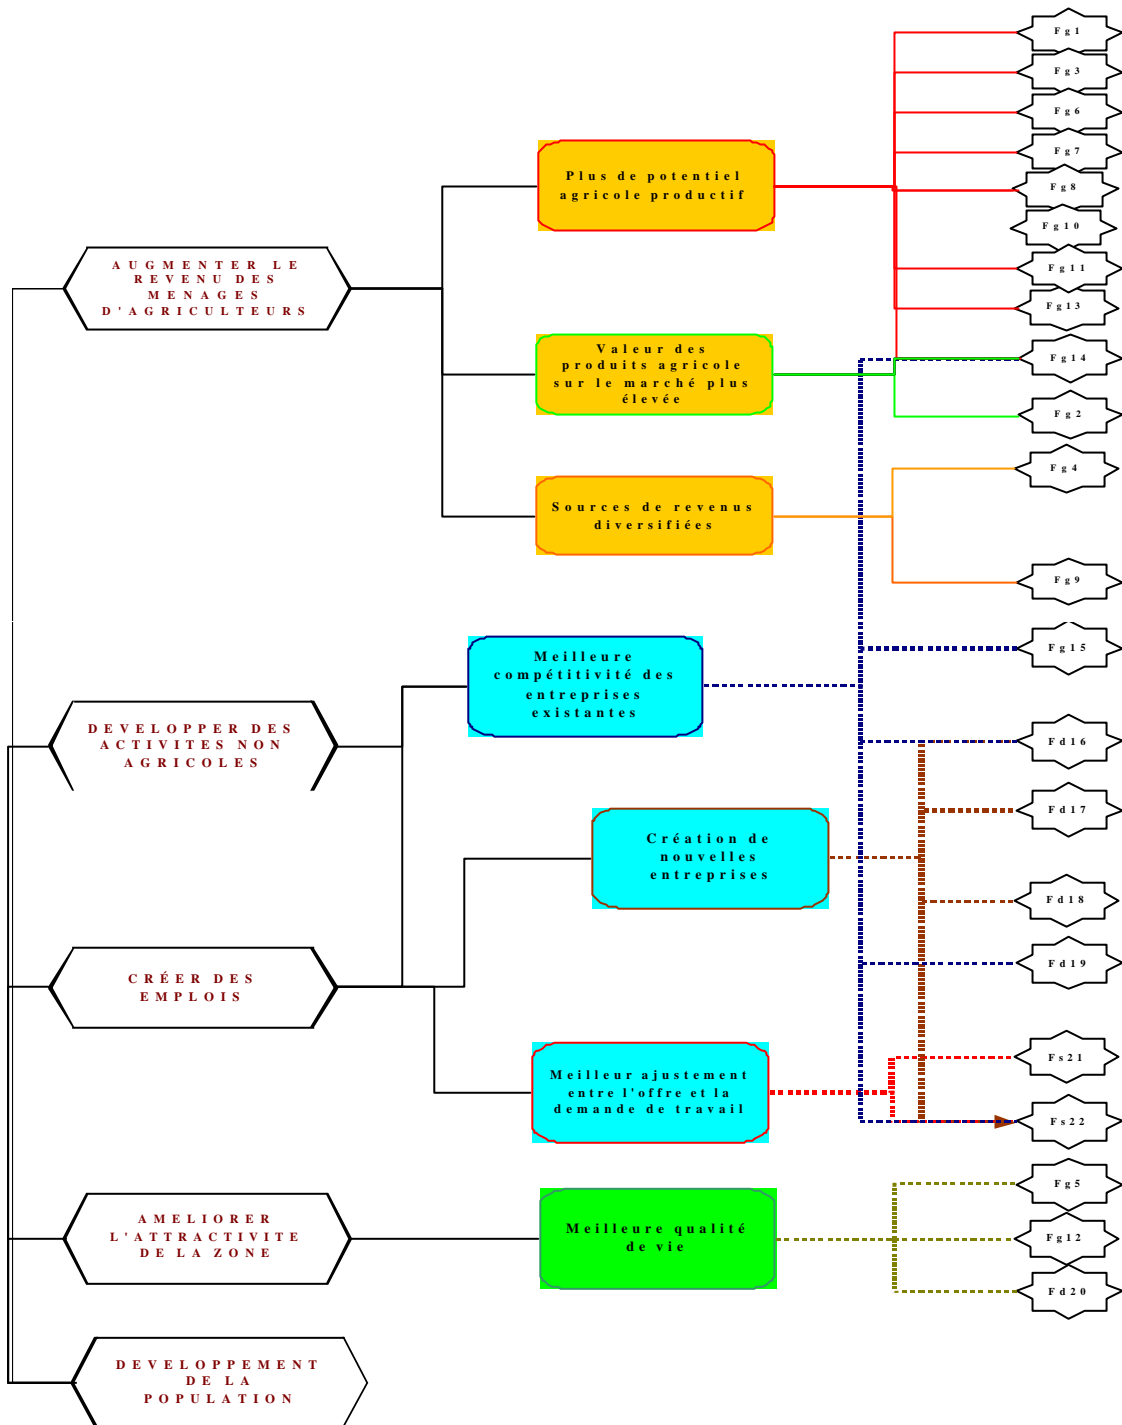 AUGMENTER LE
REVENU DES
MENAGES
D'AGRICULTEURS
DEVELOPPER DES
ACTIVITES NON
AGRICOLES
CRÉER DES
EMPLOIS
AMELIORER
L'ATTRACTIVITE
DE LA ZONE
DEVELOPPEMENT
DE LA
POPULATION
Plus de potentiel
agricole productif
Valeur des
produits agricole
sur le marché plus
élevée
Sources de revenus
diversifiées
Meilleure
compétitivité des
entreprises
existantes
Création de
nouvelles
entreprises
Meilleur ajustement
entre l'offre et la
demande de travail
Meilleure qualité
de vie
Fg1
Fg3
Fg6
Fg7
Fg8
Fg10
Fg11
Fg13
Fg14
Fg2
Fg4
Fg9
Fg15
Fd16
Fd17
Fd18
Fd19
Fs21
Fs22
Fg5
Fg12
Fd20